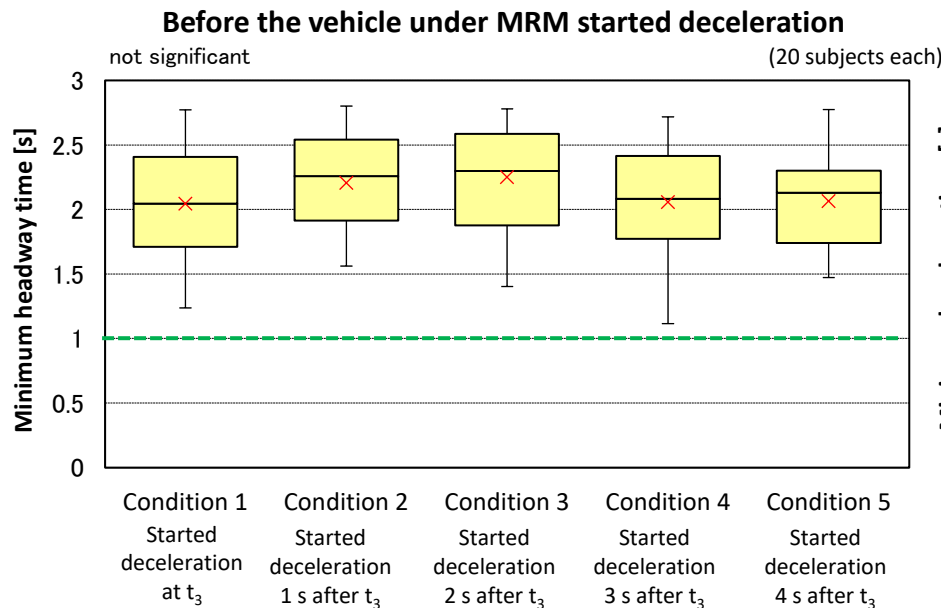 Before the vehicle under MRM started deceleration
not significant
(20 subjects each)
Minimum headway time [s]
3
2.5
2
1.5
1
0.5
0
Condition 1
Condition 2
Condition 3
Condition 4
Condition 5
Started
deceleration
at t3
Started
deceleration
1 s after t3
Started
deceleration
2 s after t3
Started
deceleration
3 s after t3
Started
deceleration
4 s after t3